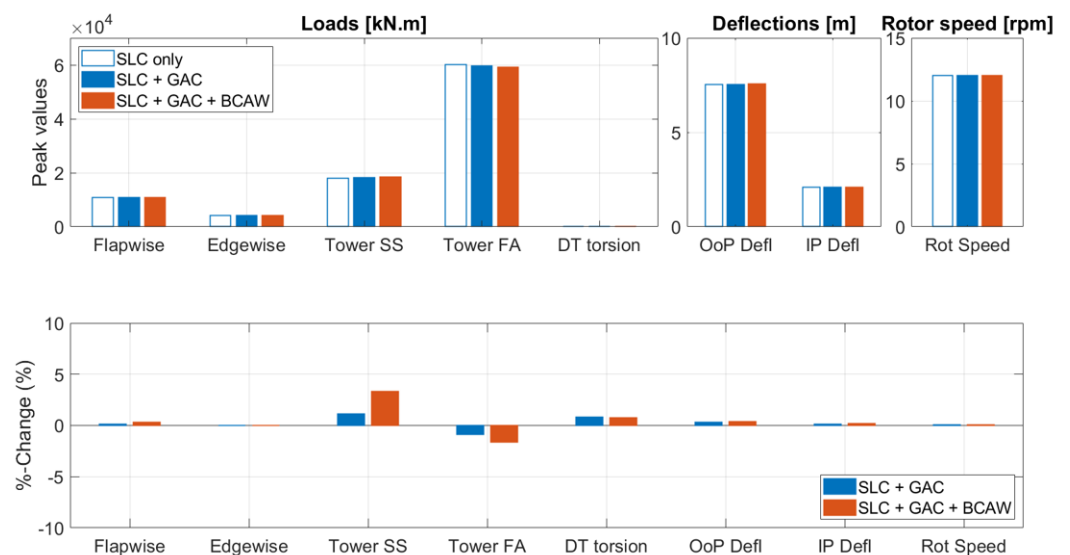 Loads [kN.m]
Deflections [m]
Rotor speed [rpm]
×10⁴
6
4
2
0
Peak values
SLC only
SLC + GAC
SLC + GAC + BCAW
Flapwise
Edgewise
Tower SS
Tower FA
DT torsion
10
5
0
OoP Defl
IP Defl
15
10
5
0
Rot Speed
10
5
0
-5
-10
%-Change (%)
SLC + GAC
SLC + GAC + BCAW
Flapwise
Edgewise
Tower SS
Tower FA
DT torsion
OoP Defl
IP Defl
Rot Speed